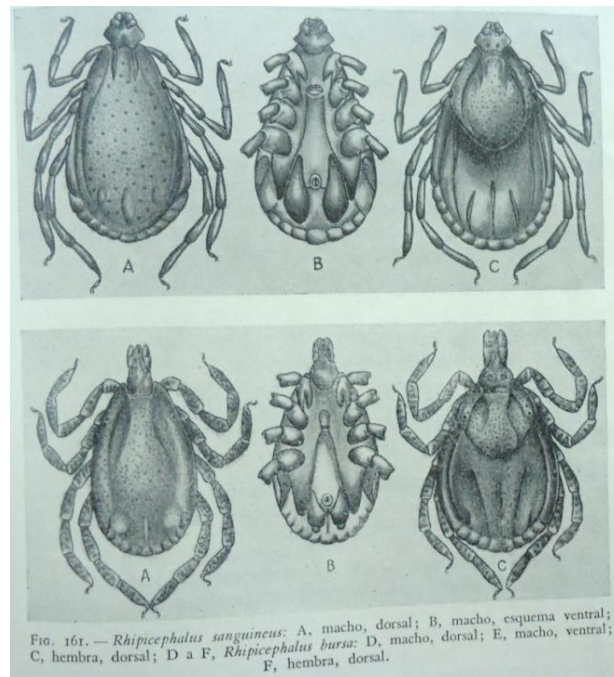 A B C
A B C
FIG. 161. — Rhipicephalus sanguineus: A, macho, dorsal; B, macho, esquema ventral;
C, hembra, dorsal; D a F, Rhipicephalus bursa: D, macho, dorsal; E, macho, ventral;
F, hembra, dorsal.